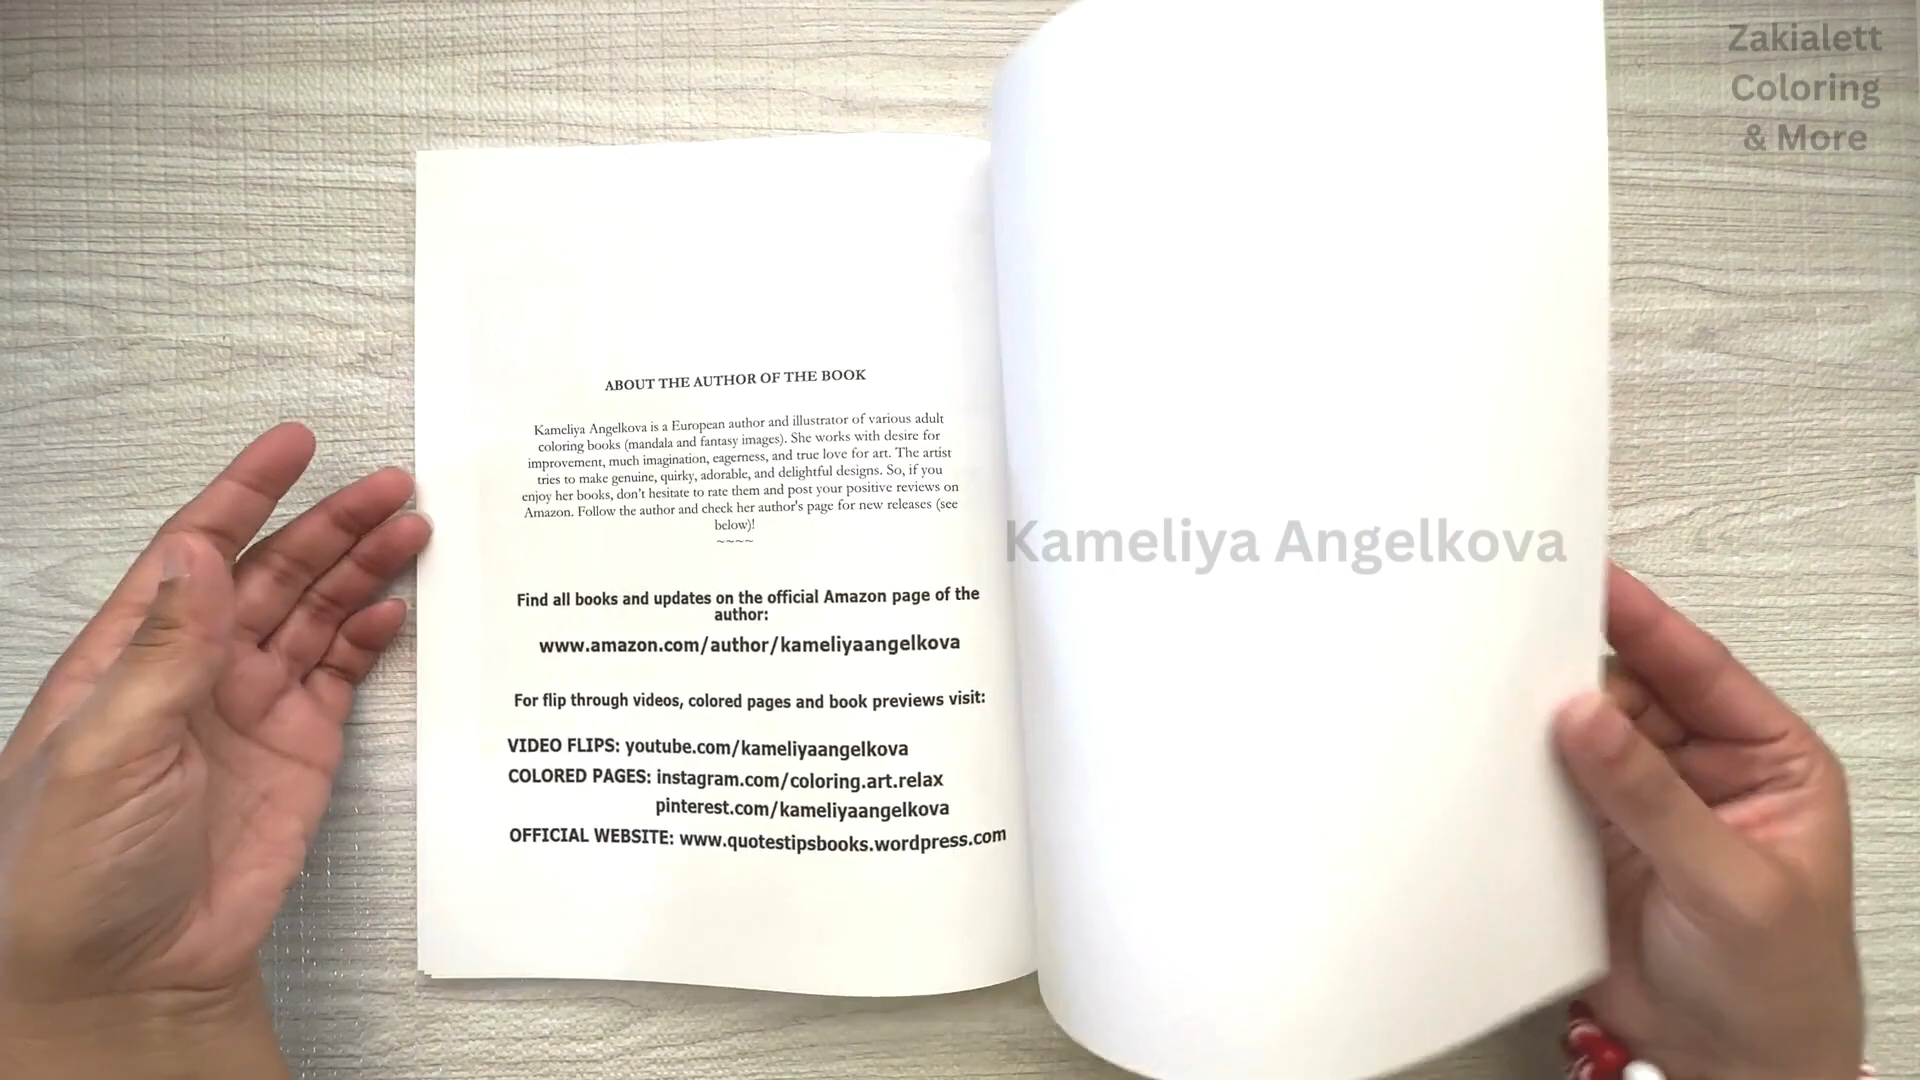 Zakialett
Coloring
& More
ABOUT THE AUTHOR OF THE BOOK
Kameliya Angelkova is a European author and illustrator of various adult
coloring books (mandala and fantasy images). She works with desire for
improvement, much imagination, eagerness, and true love for art. The artist
tries to make genuine, quirky, adorable, and delightful designs. So, if you
enjoy her books, don't hesitate to rate them and post your positive reviews on
Amazon. Follow the author and check her author's page for new releases (see
below)!
~~~~
Find all books and updates on the official Amazon page of the
author:
www.amazon.com/author/kameliyaangelkova
For flip through videos, colored pages and book previews visit:
VIDEO FLIPS: youtube.com/kameliyaangelkova
COLORED PAGES: instagram.com/coloring.art.relax
pinterest.com/kameliyaangelkova
OFFICIAL WEBSITE: www.quotestipsbooks.wordpress.com
Kameliya Angelkova